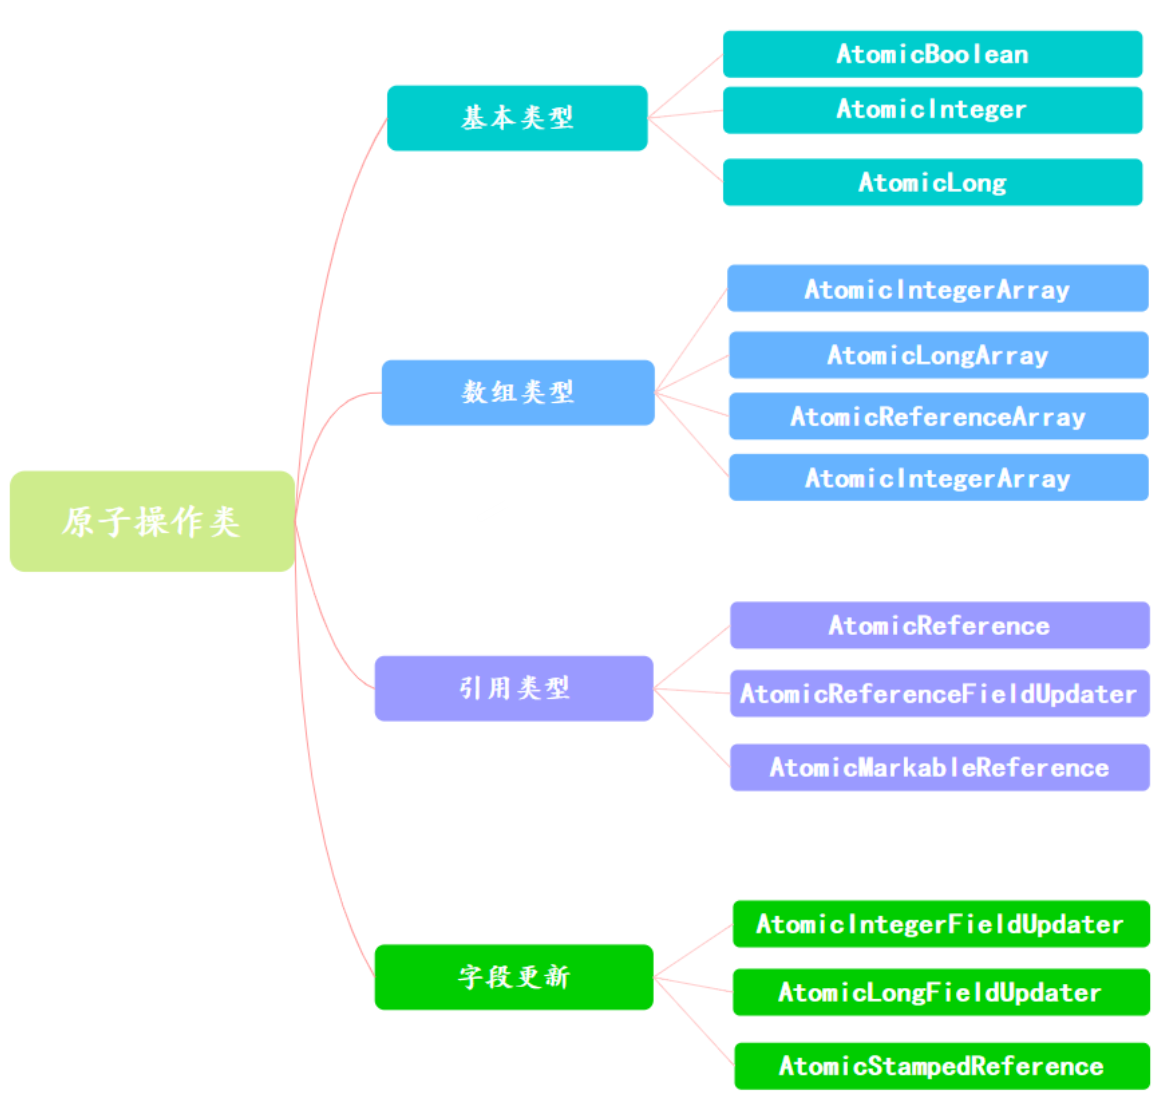 原子操作类
基本类型
AtomicBoolean
AtomicInteger
AtomicLong
数组类型
AtomicIntegerArray
AtomicLongArray
AtomicReferenceArray
AtomicIntegerArray
引用类型
AtomicReference
AtomicReferenceFieldUpdater
AtomicMarkableReference
字段更新
AtomicIntegerFieldUpdater
AtomicLongFieldUpdater
AtomicStampedReference